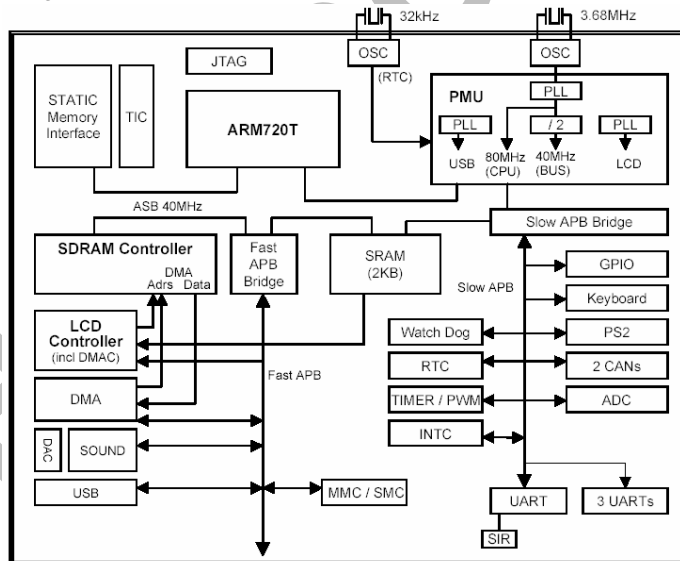 32kHz
3.68MHz
OSC
OSC
(RTC)
JTAG
STATIC
Memory
Interface
TIC
ARM720T
PMU
PLL
PLL
/ 2
PLL
USB
80MHz
(CPU)
40MHz
(BUS)
LCD
ASB 40MHz
SDRAM Controller
DMA
Adrs
Data
Fast
APB
Bridge
SRAM
(2KB)
Slow APB Bridge
Slow APB
GPIO
Keyboard
LCD
Controller
(incl DMAC)
Watch Dog
PS2
RTC
2 CANs
Fast APB
DMA
TIMER / PWM
ADC
INTC
DAC
SOUND
USB
MMC / SMC
UART
3 UARTs
SIR